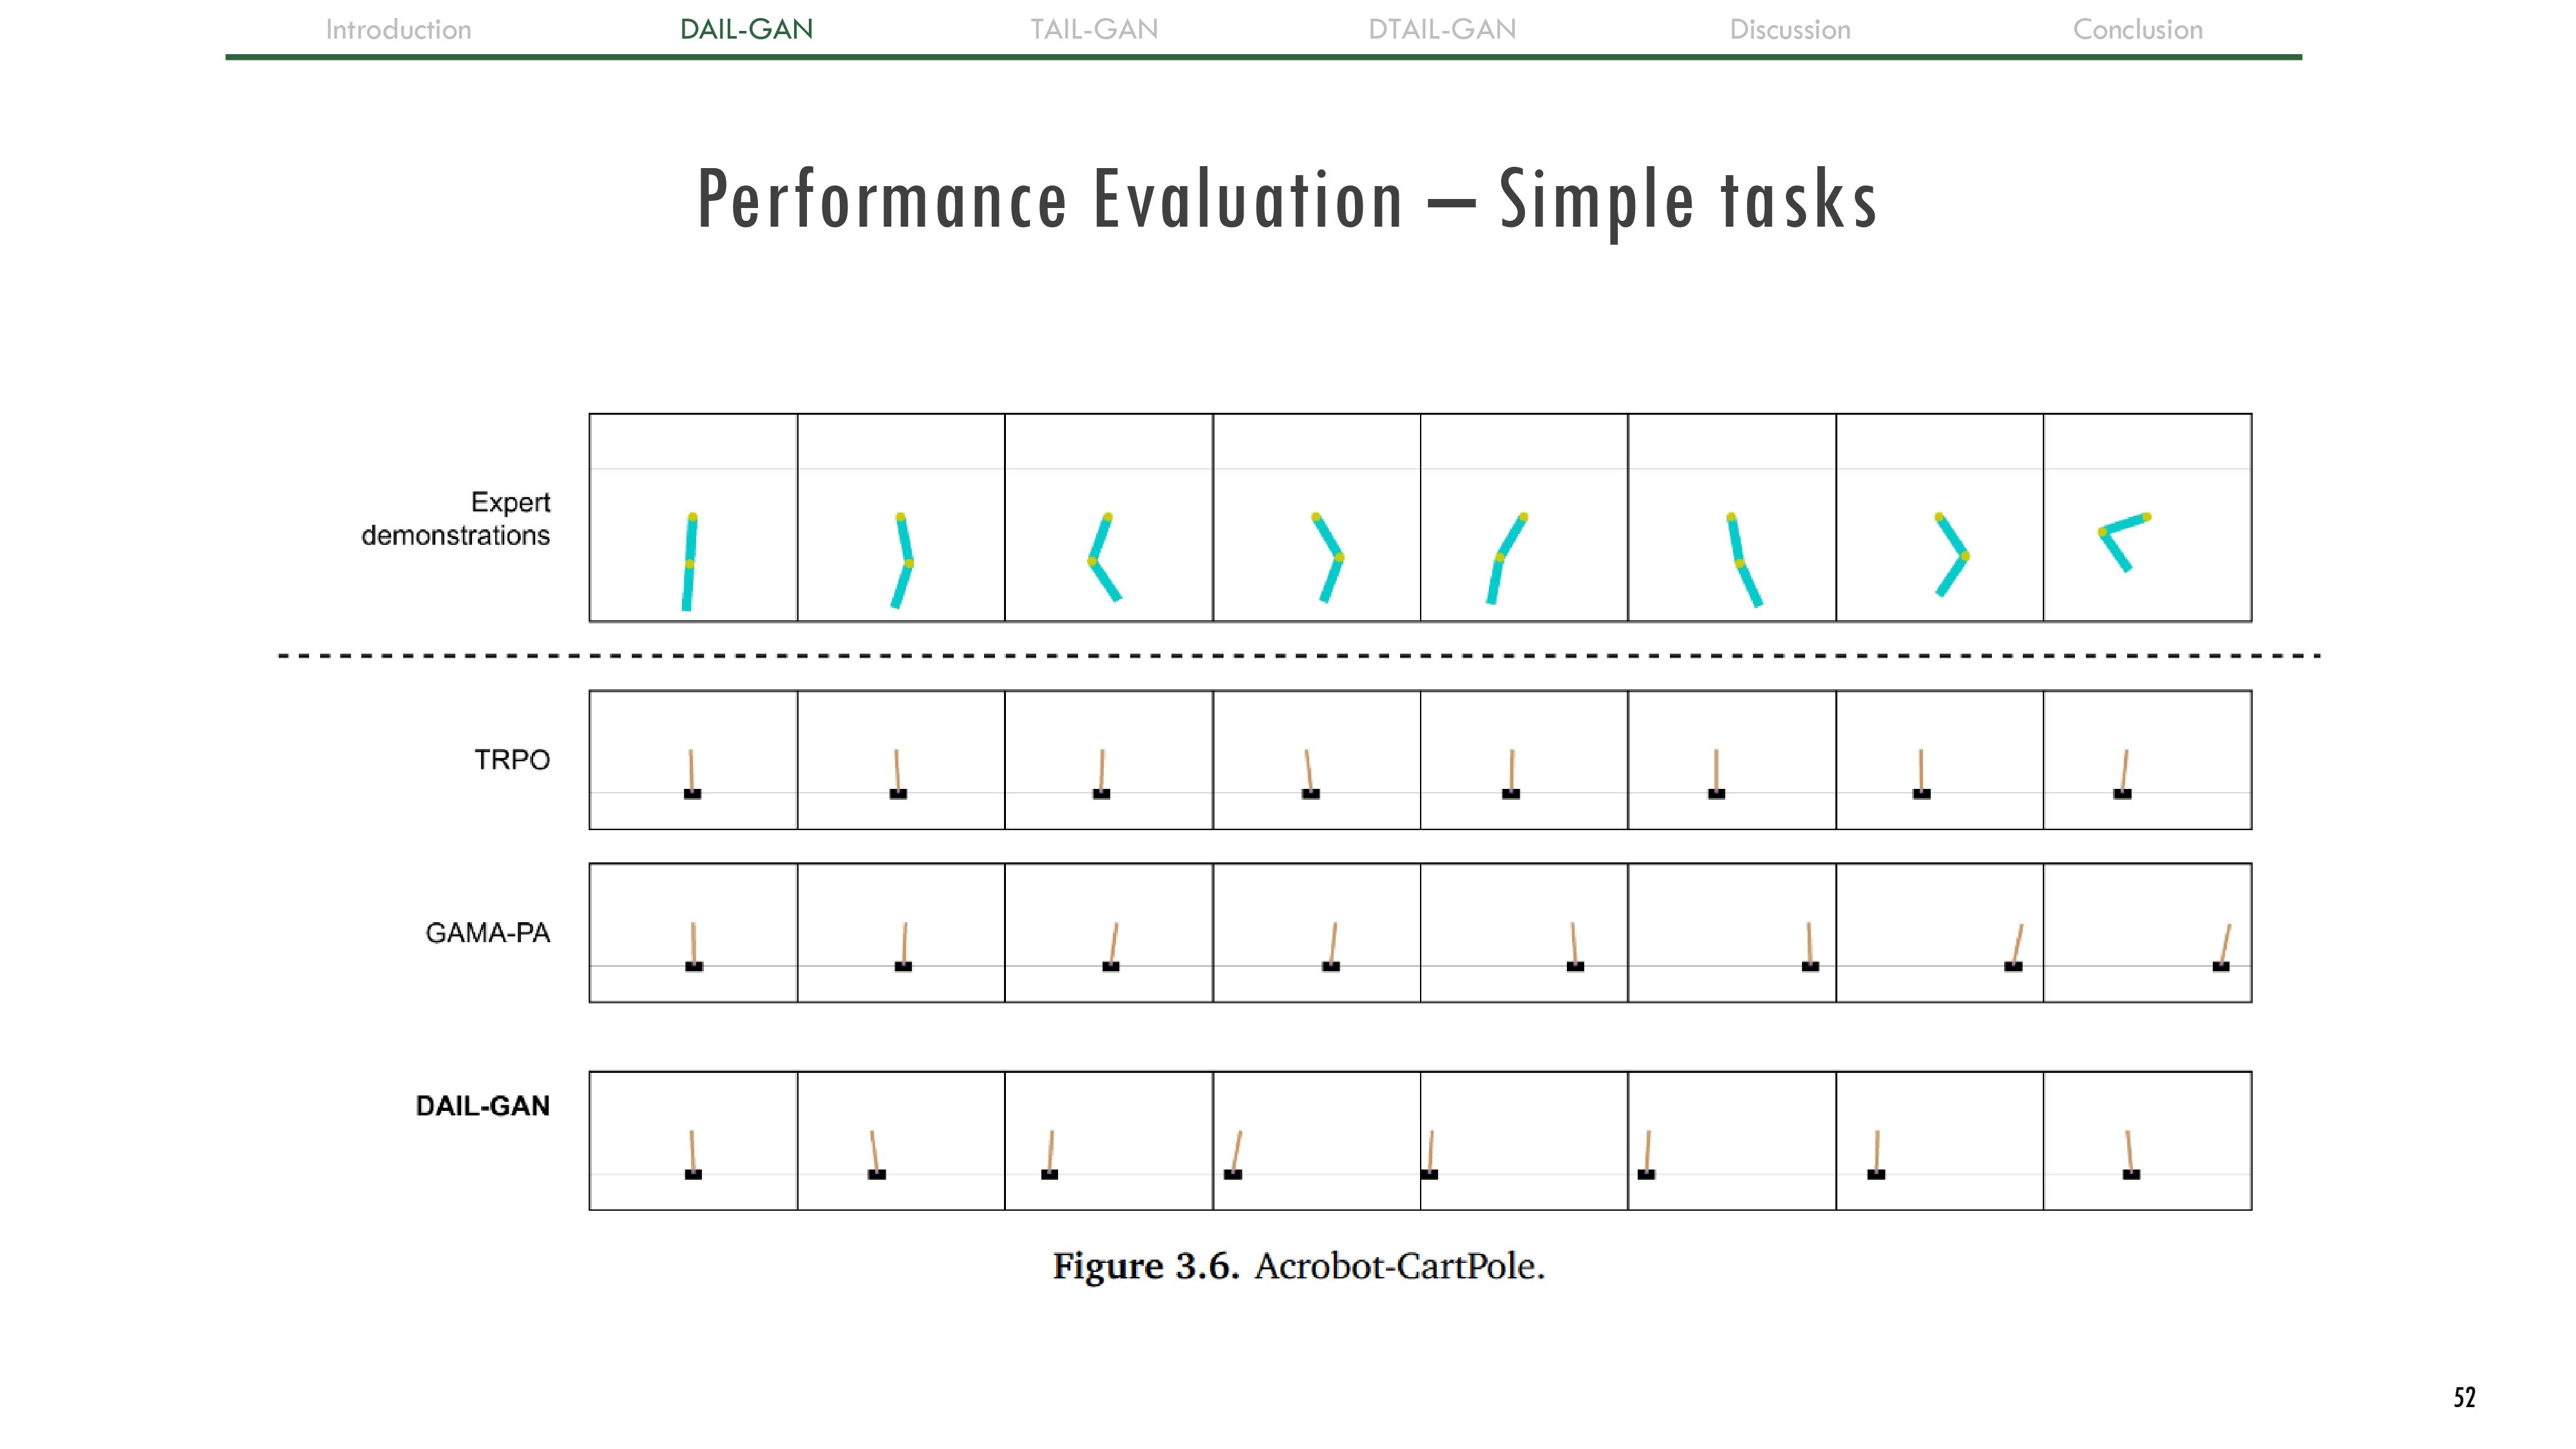 Introduction DAIL-GAN TAIL-GAN DTAIL-GAN Discussion Conclusion
Performance Evaluation – Simple tasks
Expert
demonstrations
TRPO
GAMA-PA
DAIL-GAN
Figure 3.6. Acrobot-CartPole.
52